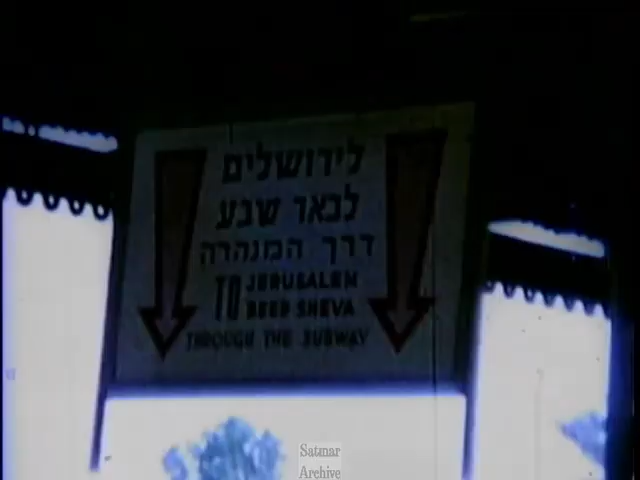 לירושלים
לבאר שבע
דרך המנהרה
TO JERUSALEM
BEER SHEVA
THROUGH THE SUBWAY
Satmar
Archive